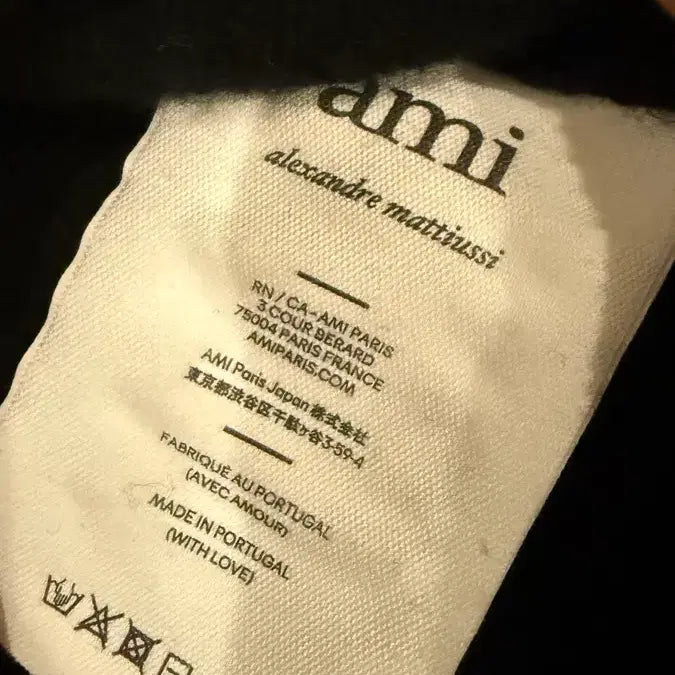 ami
alexandre mattiussi
RN / CA-AMI PARIS
3 COUR BERARD
75004 PARIS FRANCE
AMIPARIS.COM
AMI Paris Japan 株式会社
東京都渋谷区千駄ヶ谷3-59-4
FABRIQUÉ AU PORTUGAL
(AVEC AMOUR)
MADE IN PORTUGAL
(WITH LOVE)